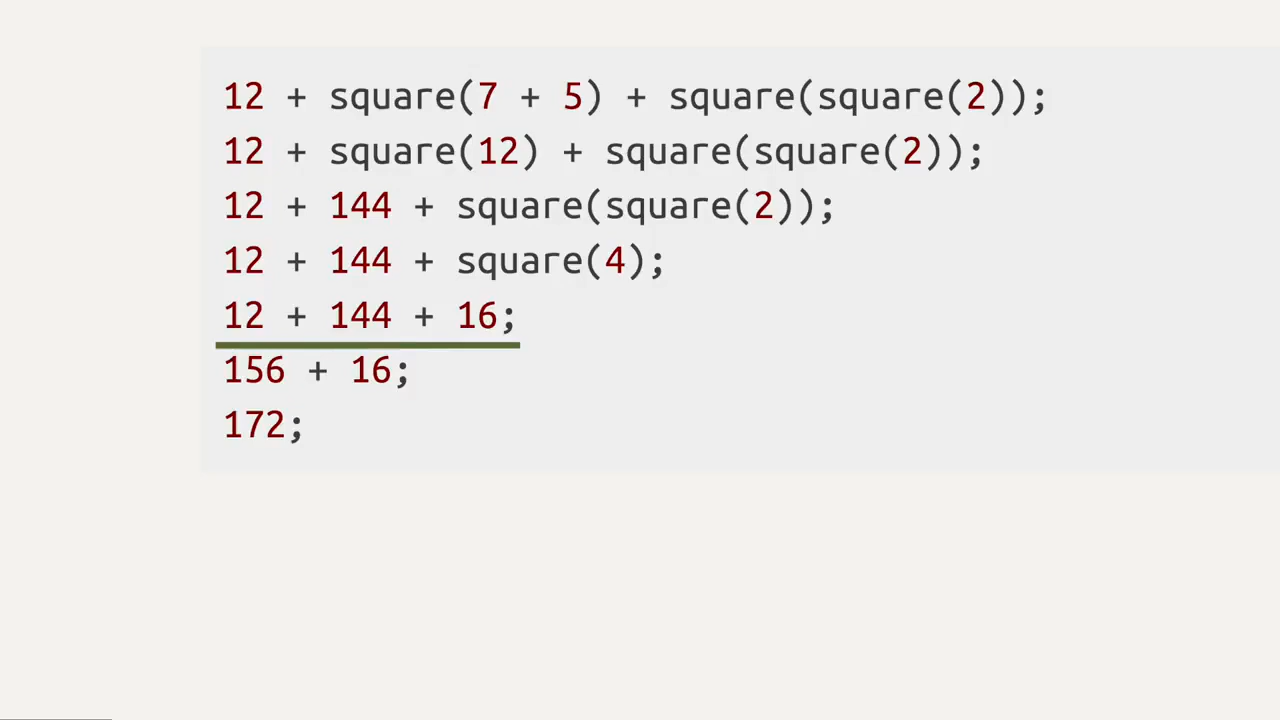 12 + square(7 + 5) + square(square(2));
12 + square(12) + square(square(2));
12 + 144 + square(square(2));
12 + 144 + square(4);
12 + 144 + 16;
156 + 16;
172;